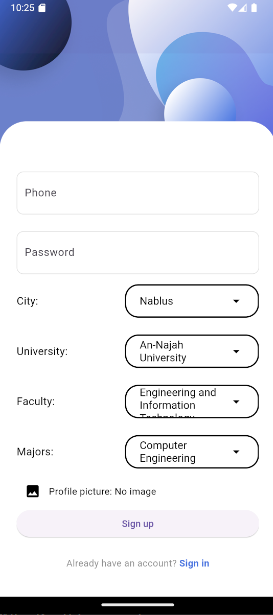 10:25
Phone
Password
City:
Nablus
University:
An-Najah
University
Faculty:
Engineering and
Information
Technology
Majors:
Computer
Engineering
Profile picture: No image
Sign up
Already have an account? Sign in